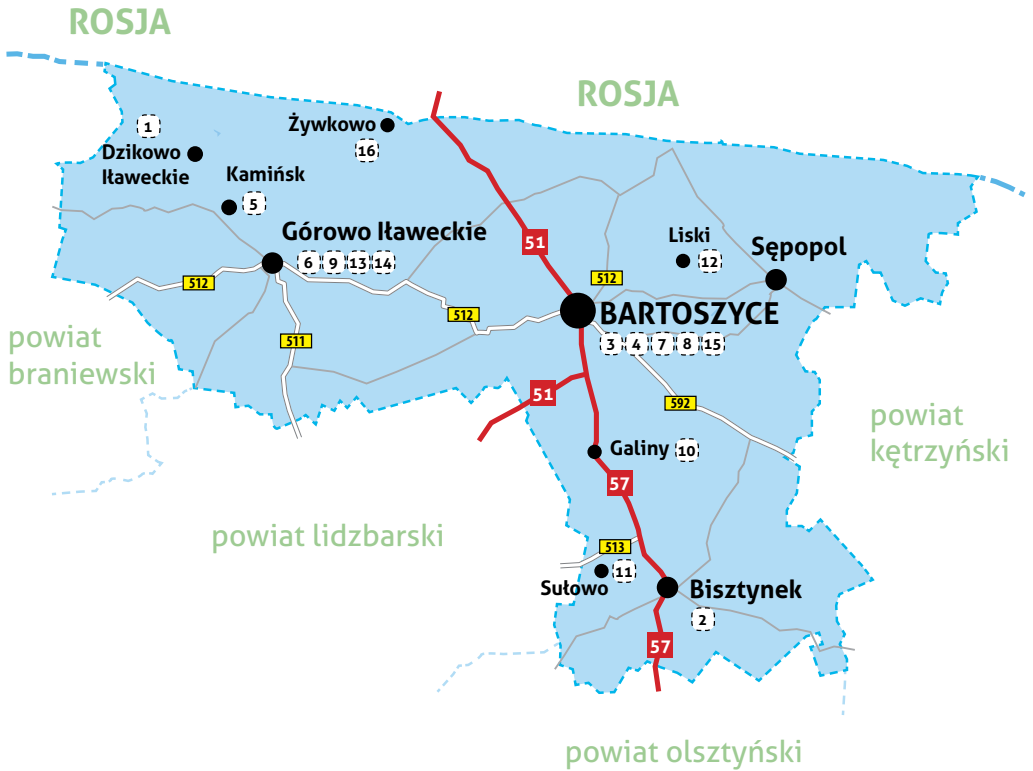 ROSJA
ROSJA
1
Dzikowo
Iławeckie
Żywkowo
16
Kamińsk
5
Górowo Iławeckie
6 9 13 14
51
Liski
12
Sępopol
512
512
512
BARTOSZYCE
3 4 7 8 15
511
powiat
braniewski
51
592
powiat
kętrzyński
Galiny 10
57
powiat lidzbarski
513
Sułowo 11
Bisztynek
2
57
powiat olsztyński